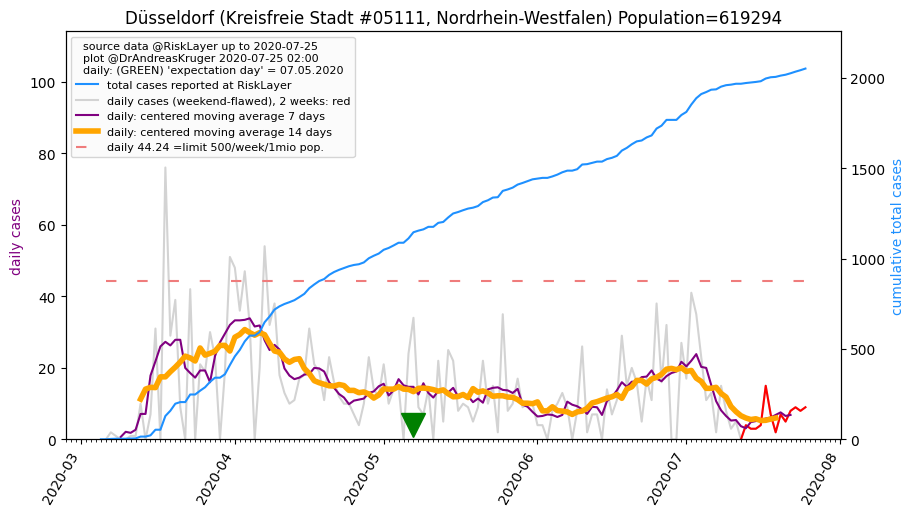 Düsseldorf (Kreisfreie Stadt #05111, Nordrhein-Westfalen) Population=619294
source data @RiskLayer up to 2020-07-25
plot @DrAndreasKruger 2020-07-25 02:00
daily: (GREEN) 'expectation day' = 07.05.2020
total cases reported at RiskLayer
daily cases (weekend-flawed), 2 weeks: red
daily: centered moving average 7 days
daily: centered moving average 14 days
daily 44.24 =limit 500/week/1mio pop.
daily cases
100
80
60
40
20
0
cumulative total cases
2000
1500
1000
500
0
2020-03
2020-04
2020-05
2020-06
2020-07
2020-08